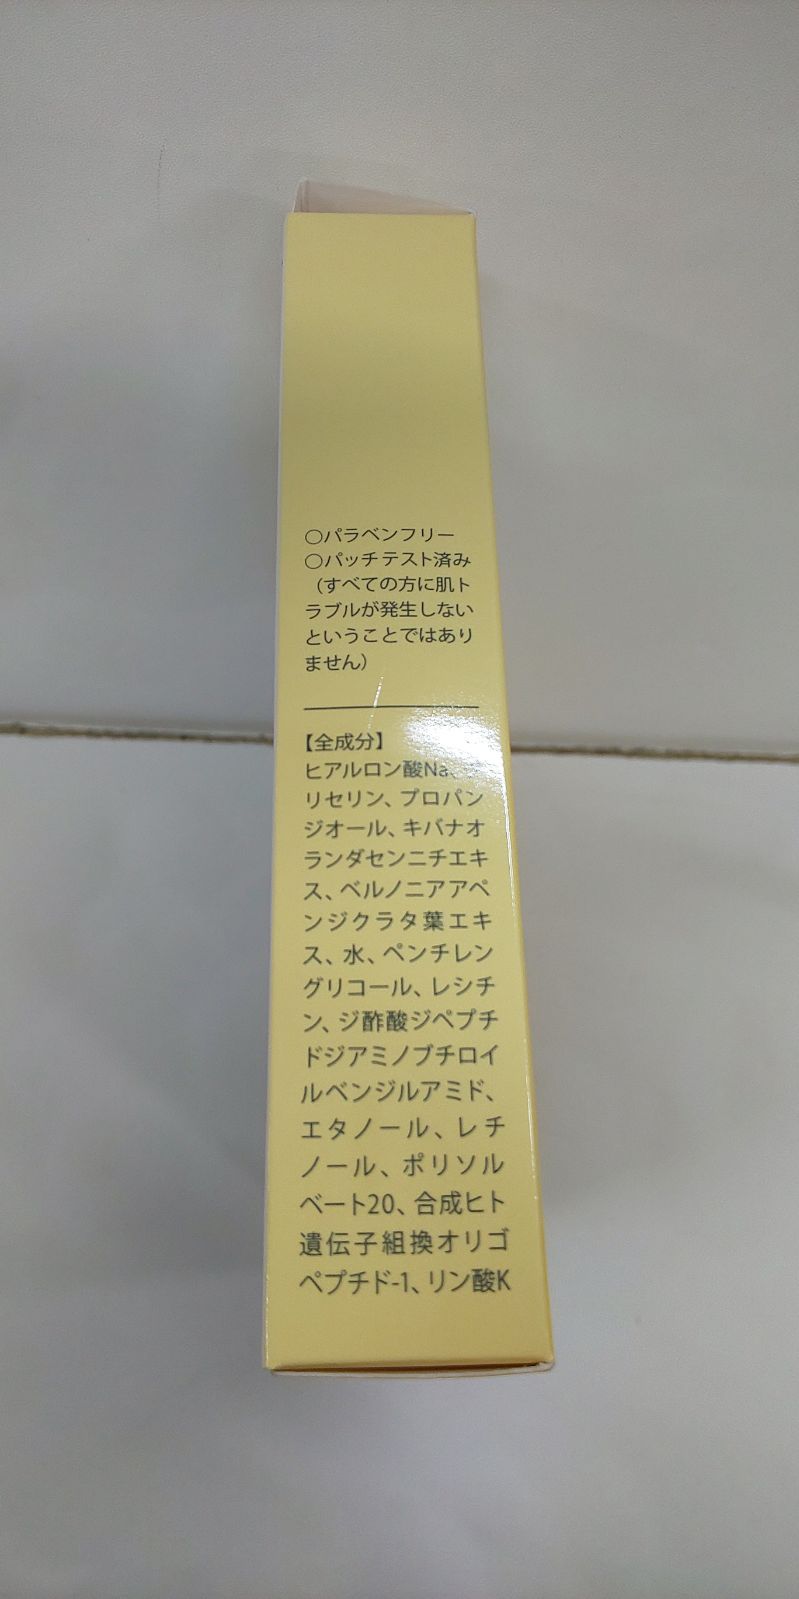 ○パラベンフリー
○パッチテスト済み
（すべての方に肌ト
ラブルが発生しない
ということではあり
ません）
【全成分】
ヒアルロン酸Na、グ
リセリン、プロパン
ジオール、キバナオ
ランダセンニチエキ
ス、ベルノニアアペ
ンジクラタ葉エキ
ス、水、ペンチレン
グリコール、レシチ
ン、ジ酢酸ジペプチ
ドジアミノブチロイ
ルベンジルアミド、
エタノール、レチ
ノール、ポリソル
ベート20、合成ヒト
遺伝子組換オリゴ
ペプチド-1、リン酸K